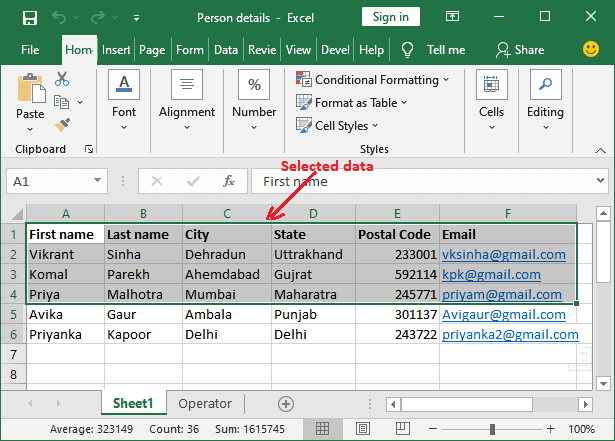 Person details - Excel
Sign in
File Hom Insert Page Form Data Revie View Devel Help Tell me Share
Paste
Clipboard
Font
Alignment
%
Number
Conditional Formatting
Format as Table
Cell Styles
Styles
Cells
Editing
Selected data
A1 fx First name
A B C D E F
1 First name Last name City State Postal Code Email
2 Vikrant Sinha Dehradun Uttrakhand 233001 vksinha@gmail.com
3 Komal Parekh Ahemdabad Gujrat 592114 kpk@gmail.com
4 Priya Malhotra Mumbai Maharatra 245771 priyam@gmail.com
5 Avika Gaur Ambala Punjab 301137 Avigaur@gmail.com
6 Priyanka Kapoor Delhi Delhi 243722 priyanka2@gmail.com
7
8
Sheet1 Operator
Average: 323149 Count: 36 Sum: 1615745 100%